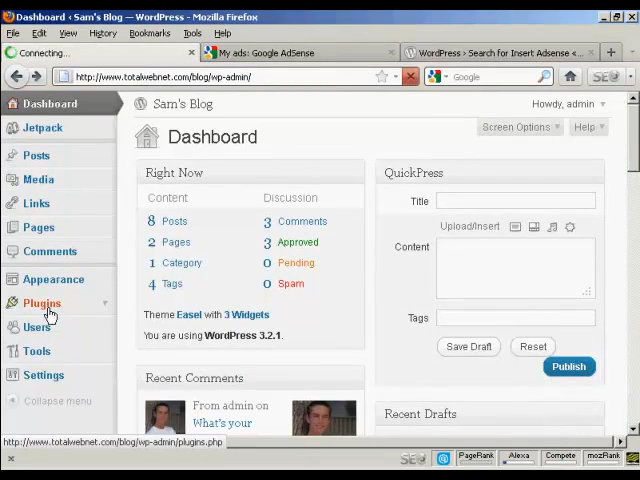 Dashboard ‹ Sam's Blog — WordPress - Mozilla Firefox
File Edit View History Bookmarks Tools Help
Connecting...
My ads: Google AdSense
WordPress › Search for Insert Adsense «...
http://www.totalwebnet.com/blog/wp-admin/
Google
Dashboard
Sam's Blog
Howdy, admin
Jetpack
Posts
Media
Links
Pages
Comments
Appearance
Plugins
Users
Tools
Settings
Collapse menu
Screen Options
Help
Dashboard
Right Now
Content Discussion
8 Posts 3 Comments
2 Pages 3 Approved
1 Category 0 Pending
4 Tags 0 Spam
Theme Easel with 3 Widgets
You are using WordPress 3.2.1.
Recent Comments
From admin on
What's your
QuickPress
Title
Upload/Insert
Content
Tags
Save Draft
Reset
Publish
Recent Drafts
http://www.totalwebnet.com/blog/wp-admin/plugins.php
PageRank
Alexa
Compete
mozRank